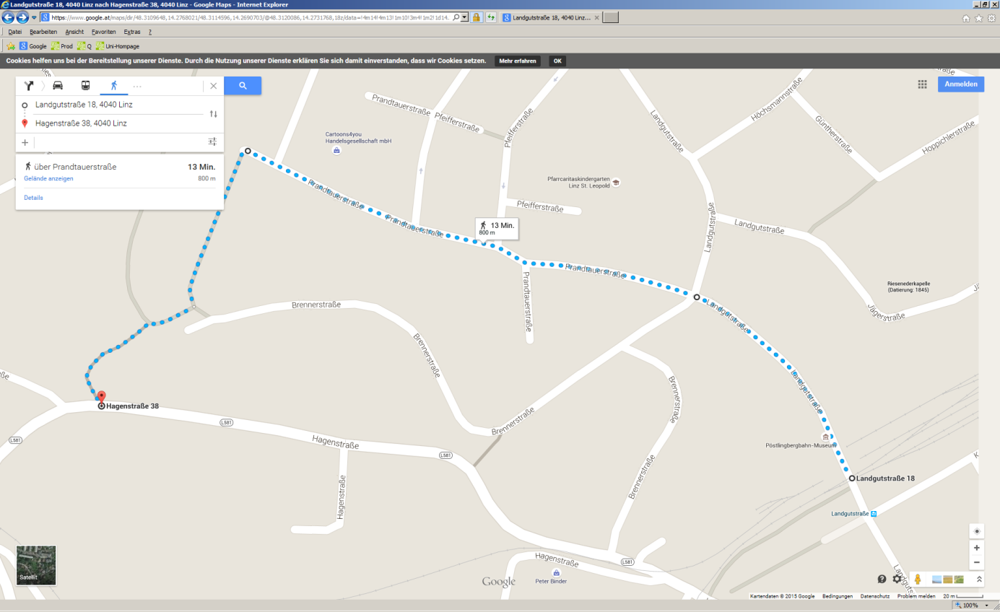 Landgutstraße 18, 4040 Linz nach Hagenstraße 38, 4040 Linz - Google Maps - Internet Explorer
https://www.google.at/maps/dir/48.3109648,14.2768021/48.3114596,14.2690703/@48.3120086,14.2731768,18z/data=!4m14!4m13!1m10!3m4!1m2!1d14.
Landgutstraße 18, 4040 Linz...
Datei Bearbeiten Ansicht Favoriten Extras ?
Google Prod Q Uni-Hompage
Cookies helfen uns bei der Bereitstellung unserer Dienste. Durch die Nutzung unserer Dienste erklären Sie sich damit einverstanden, dass wir Cookies setzen. Mehr erfahren OK
Anmelden
Landgutstraße 18, 4040 Linz
Hagenstraße 38, 4040 Linz
über Prandtauerstraße 13 Min.
Gelände anzeigen 800 m
Details
Prandtauerstraße
Pfeifferstraße
Pfeifferstraße
Landgutstraße
Höchsmannstraße
Güntherstraße
Hoppichlerstraße
Cartoons4you
Handelsgesellschaft mbH
Pfarrcaritaskindergarten
Linz St. Leopold
Prandtauerstraße
Pfeifferstraße
Prandtauerstraße
13 Min.
800 m
Landgutstraße
Landgutstraße
Prandtauerstraße
Prandtauerstraße
Riesenederkapelle
(Datierung: 1845)
Jägerstraße
Brennerstraße
Landgutstraße
Brennerstraße
Landgutstraße
Brennerstraße
Hagenstraße 38
L581
Brennerstraße
L581
Hagenstraße
L581
Pöstlingbergbahn-Museum
Brennerstraße
Landgutstraße 18
Hagenstraße
Landgutstraße
Hagenstraße
L581
Peter Binder
Satellit
Google
Kartendaten © 2015 Google Bedingungen Datenschutz Problem melden 20 m
100%